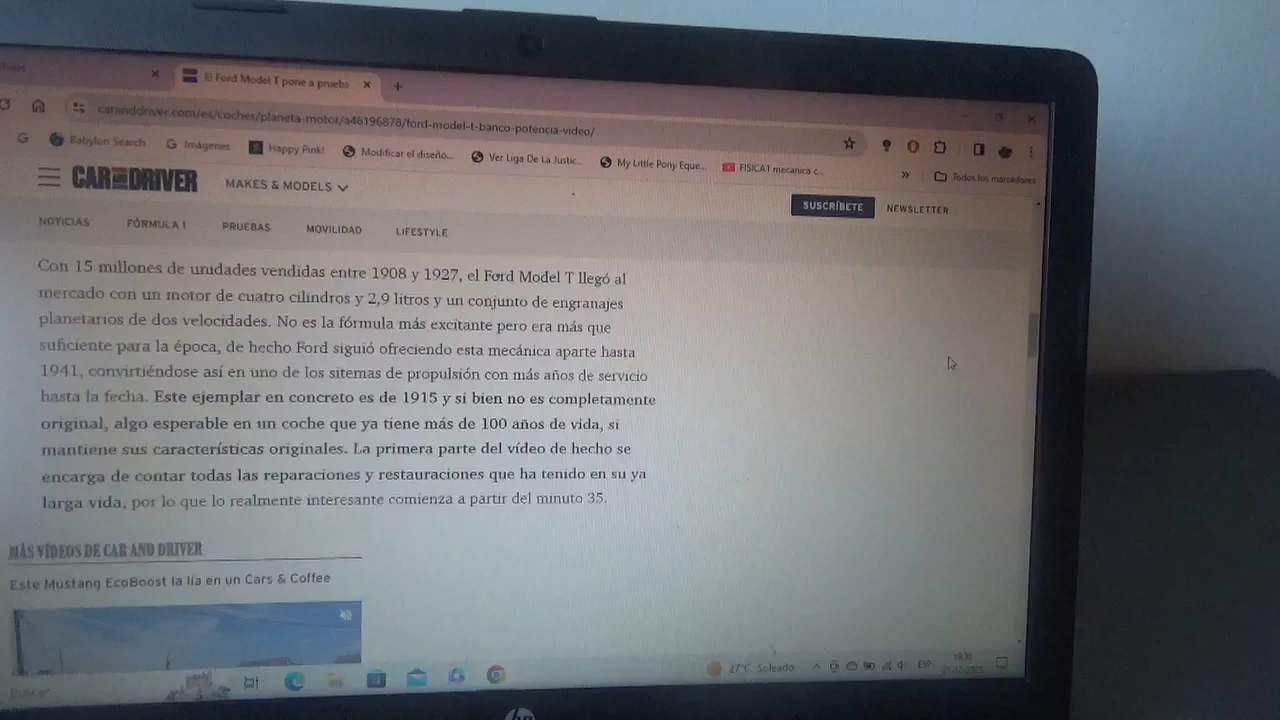 El Ford Model T pone a prueba
caranddriver.com/es/coches/planeta-motor/a46196878/ford-model-t-banco-potencia-video/
G Babylon Search Imágenes Happy Pink! Modificar el diseño... Ver Liga De La Justic... My Little Pony Eque... FISICA1 mecanica c... » Todos los marcadores
CAR AND DRIVER MAKES & MODELS
SUSCRÍBETE NEWSLETTER
NOTICIAS FÓRMULA 1 PRUEBAS MOVILIDAD LIFESTYLE
Con 15 millones de unidades vendidas entre 1908 y 1927, el Ford Model T llegó al
mercado con un motor de cuatro cilindros y 2,9 litros y un conjunto de engranajes
planetarios de dos velocidades. No es la fórmula más excitante pero era más que
suficiente para la época, de hecho Ford siguió ofreciendo esta mecánica aparte hasta
1941, convirtiéndose así en uno de los sitemas de propulsión con más años de servicio
hasta la fecha. Este ejemplar en concreto es de 1915 y si bien no es completamente
original, algo esperable en un coche que ya tiene más de 100 años de vida, si
mantiene sus características originales. La primera parte del vídeo de hecho se
encarga de contar todas las reparaciones y restauraciones que ha tenido en su ya
larga vida, por lo que lo realmente interesante comienza a partir del minuto 35.
MÁS VÍDEOS DE CAR AND DRIVER
Este Mustang EcoBoost la lía en un Cars & Coffee
Buscar
27°C Soleado ESP
hp